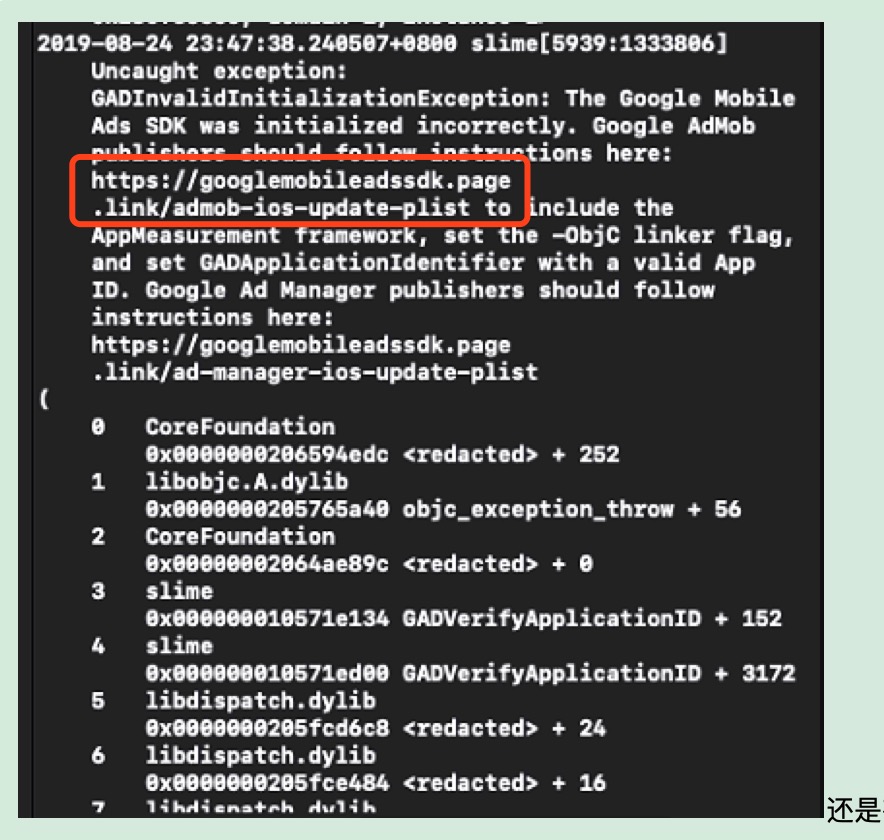 2019-08-24 23:47:38.240507+0800 slime[5939:1333806]
Uncaught exception:
GADInvalidInitializationException: The Google Mobile
Ads SDK was initialized incorrectly. Google AdMob
publishers should follow instructions here:
https://googlemobileadssdk.page
.link/admob-ios-update-plist to include the
AppMeasurement framework, set the -ObjC linker flag,
and set GADApplicationIdentifier with a valid App
ID. Google Ad Manager publishers should follow
instructions here:
https://googlemobileadssdk.page
.link/ad-manager-ios-update-plist
(
0 CoreFoundation
0x0000000206594edc <redacted> + 252
1 libobjc.A.dylib
0x0000000205765a40 objc_exception_throw + 56
2 CoreFoundation
0x00000002064ae89c <redacted> + 0
3 slime
0x000000010571e134 GADVerifyApplicationID + 152
4 slime
0x000000010571ed00 GADVerifyApplicationID + 3172
5 libdispatch.dylib
0x0000000205fcd6c8 <redacted> + 24
6 libdispatch.dylib
0x0000000205fce484 <redacted> + 16
7 libdispatch.dylib
还是